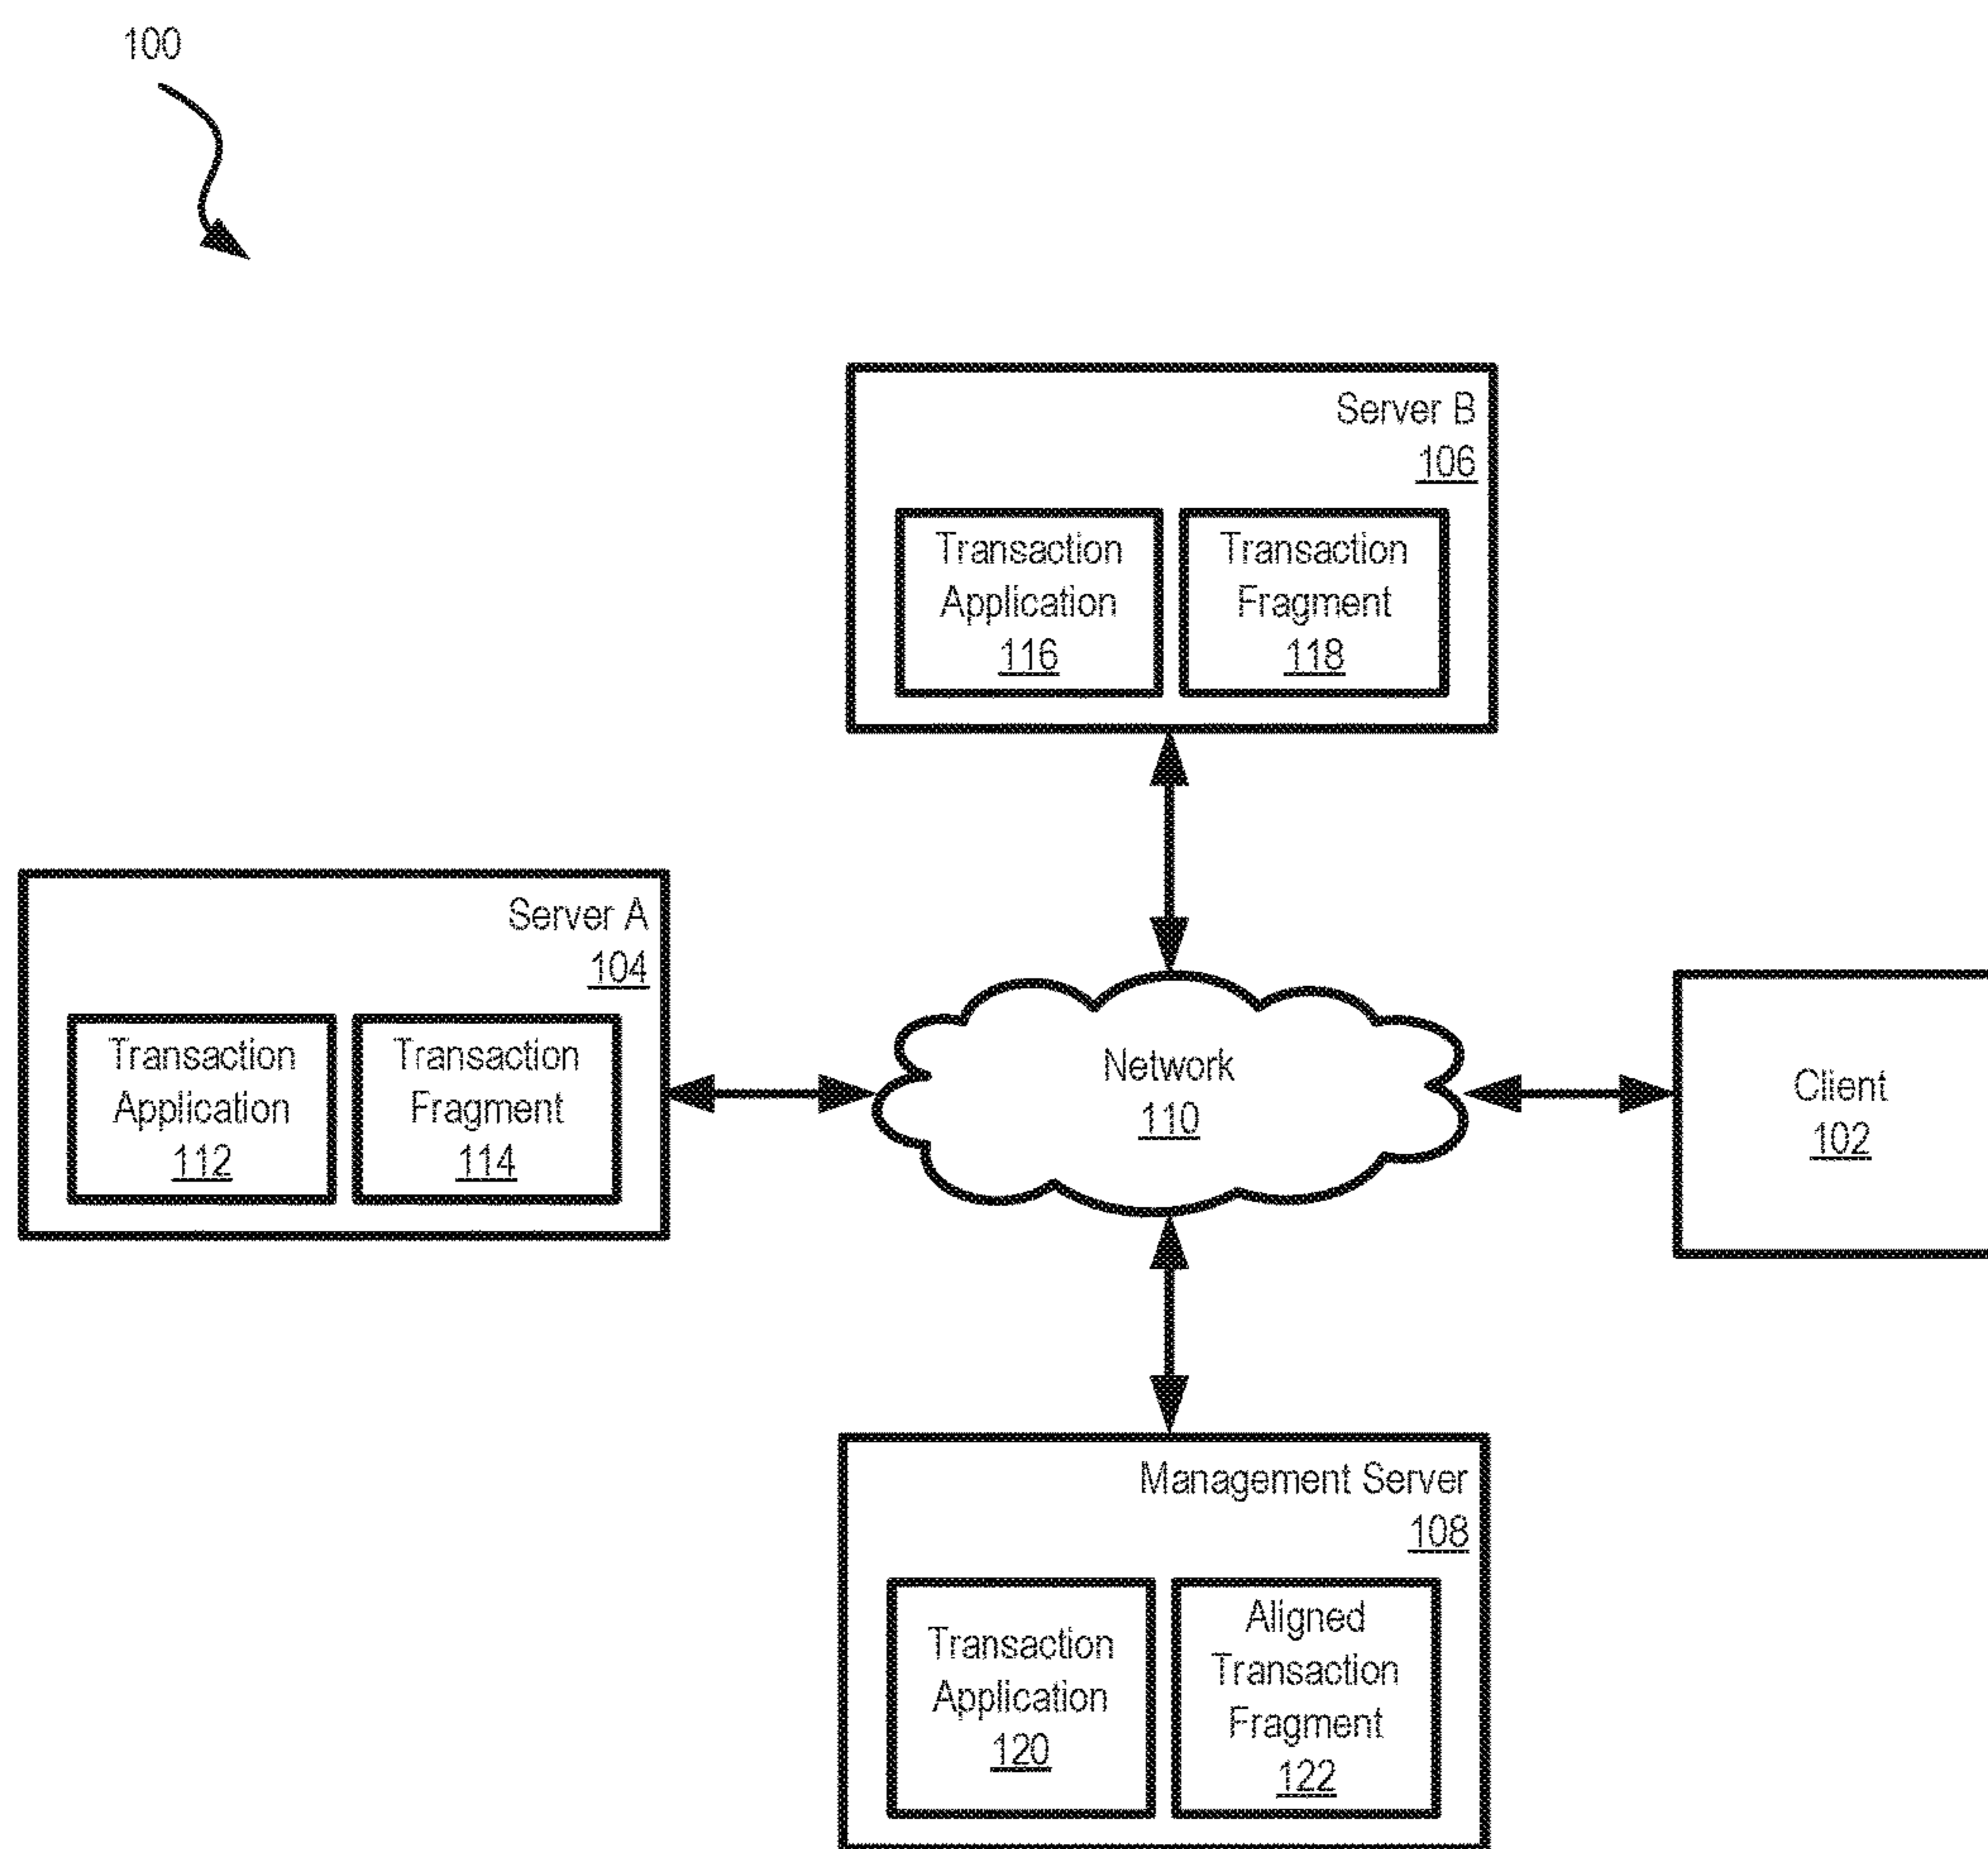 100
Server B
106
Transaction
Application
116
Transaction
Fragment
118
Server A
104
Transaction
Application
112
Transaction
Fragment
114
Network
110
Client
102
Management Server
108
Transaction
Application
120
Aligned
Transaction
Fragment
122